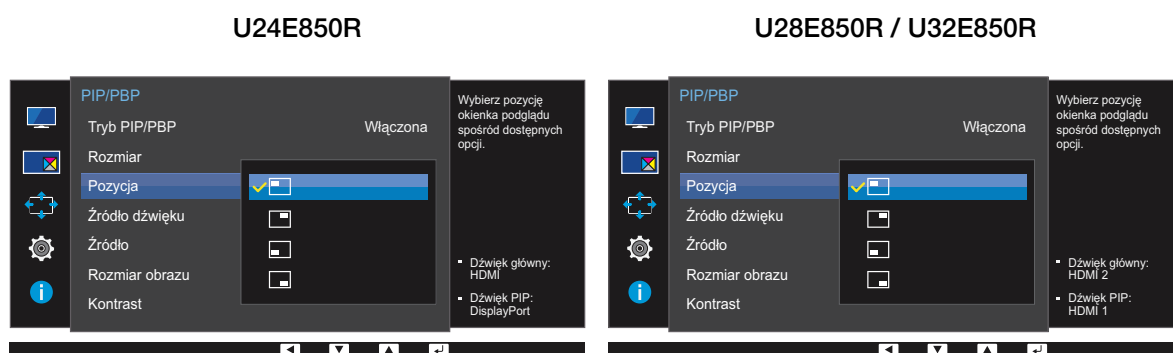 U24E850R
PIP/PBP
Tryb PIP/PBP Włączona
Rozmiar
Pozycja
Źródło dźwięku
Źródło
Rozmiar obrazu
Kontrast
Wybierz pozycję
okienka podglądu
spośród dostępnych
opcji.
Dźwięk główny:
HDMI
Dźwięk PIP:
DisplayPort
U28E850R / U32E850R
PIP/PBP
Tryb PIP/PBP Włączona
Rozmiar
Pozycja
Źródło dźwięku
Źródło
Rozmiar obrazu
Kontrast
Wybierz pozycję
okienka podglądu
spośród dostępnych
opcji.
Dźwięk główny:
HDMI 2
Dźwięk PIP:
HDMI 1